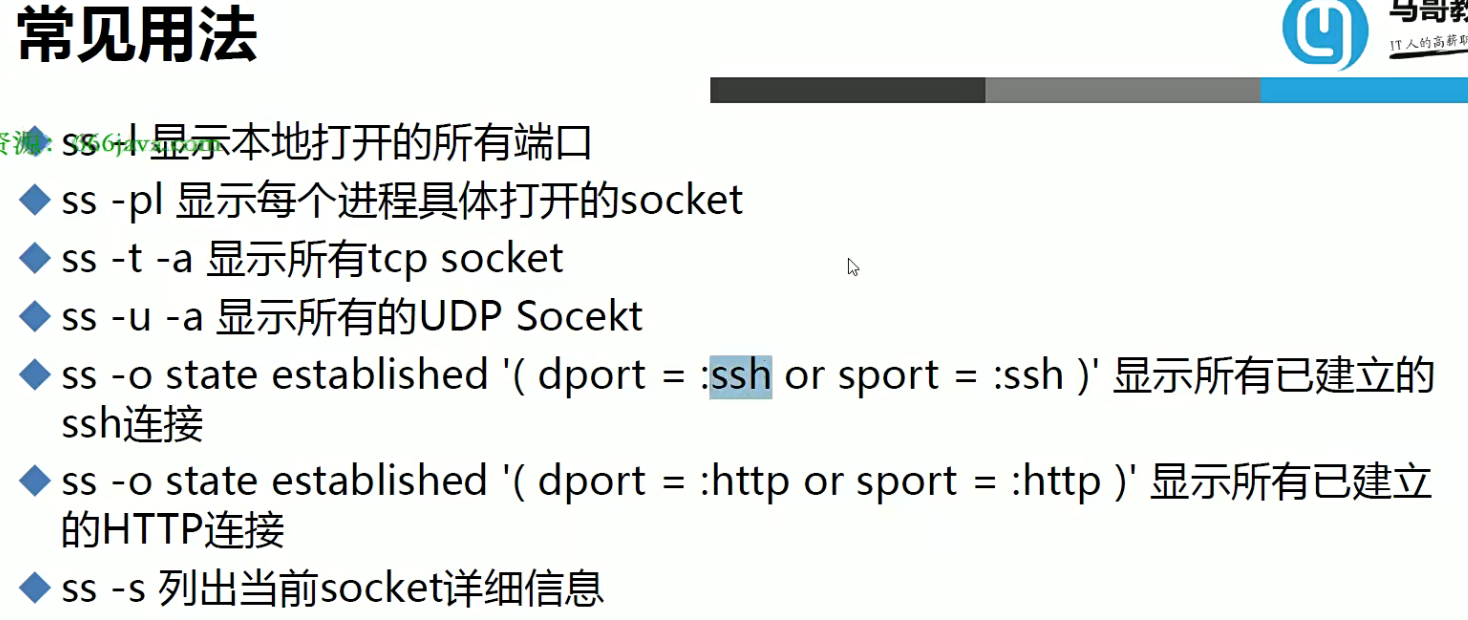 常见用法
马哥教
IT人的高薪职
资源：666java.com
ss -l 显示本地打开的所有端口
ss -pl 显示每个进程具体打开的socket
ss -t -a 显示所有tcp socket
ss -u -a 显示所有的UDP Socekt
ss -o state established '( dport = :ssh or sport = :ssh )' 显示所有已建立的
ssh连接
ss -o state established '( dport = :http or sport = :http )' 显示所有已建立
的HTTP连接
ss -s 列出当前socket详细信息